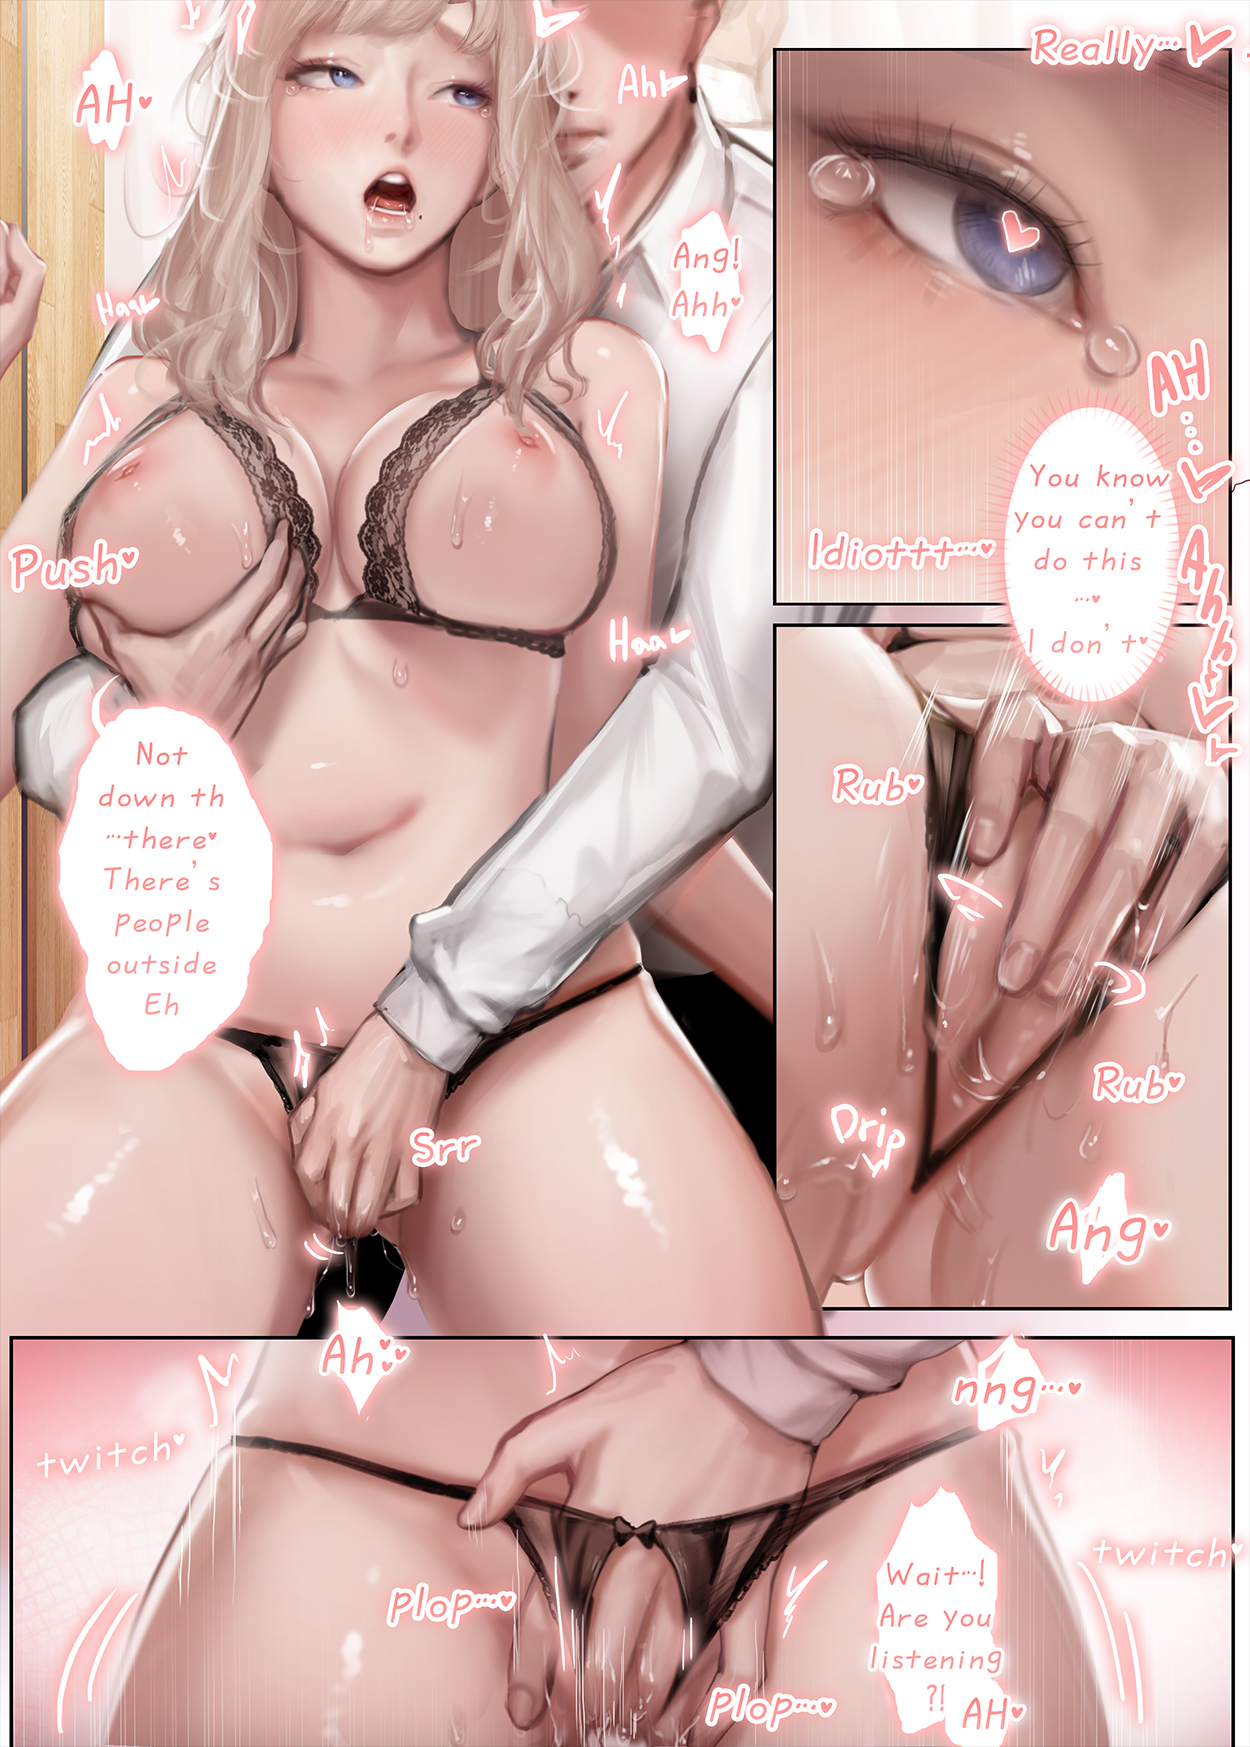 Really…♥
AH♥
Ah♥
Ang!
Ahh♥
Haa♥
AH…♥
You know
you can't
do this
…♥
I don't♥
Idiottt…♥
Push♥
Haa♥
Not
down th
…there♥
There's
people
outside
Eh
Rub♥
Rub♥
Srr
Drip
Ang♥
Ah♥
nng…♥
twitch♥
twitch♥
Plop…♥
Wait…!
Are you
listening
?!
AH♥
Plop…♥